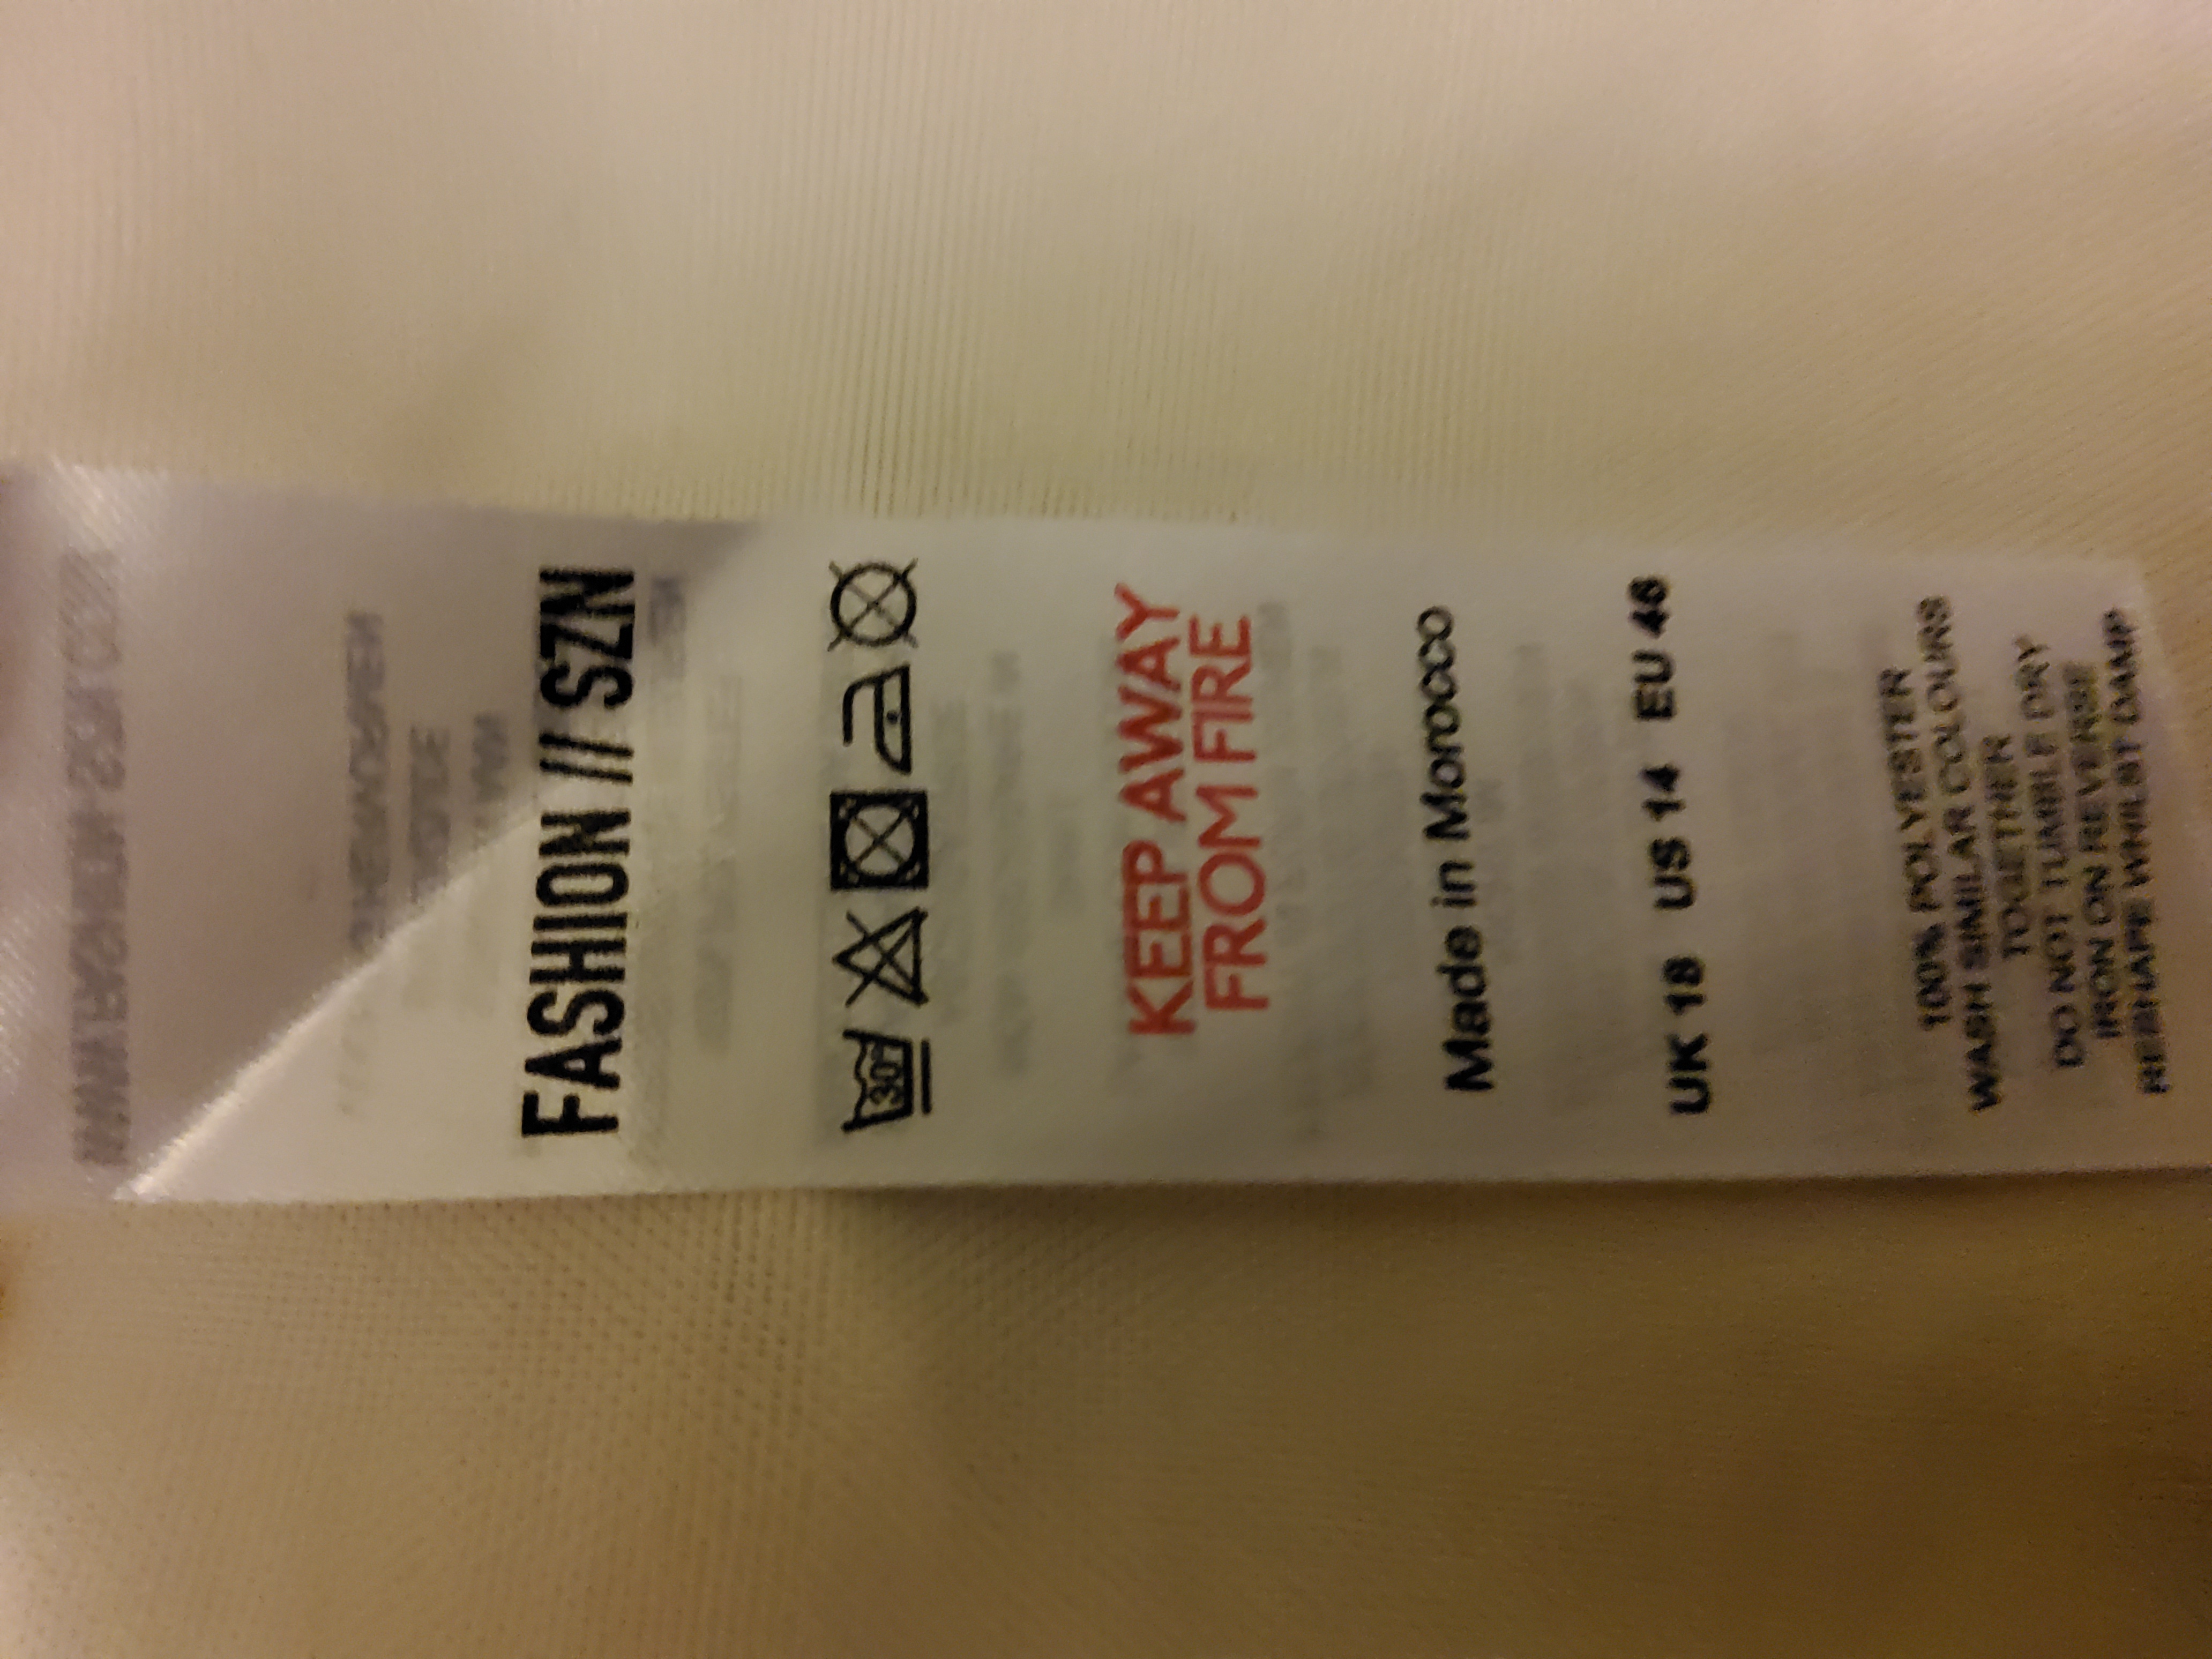 FASHION // SZN
30°
KEEP AWAY
FROM FIRE
Made in Morocco
UK 18 US 14 EU 46
100% POLYESTER
WASH SIMILAR COLOURS
TOGETHER
DO NOT TUMBLE DRY
IRON ON REVERSE
RESHAPE WHILST DAMP